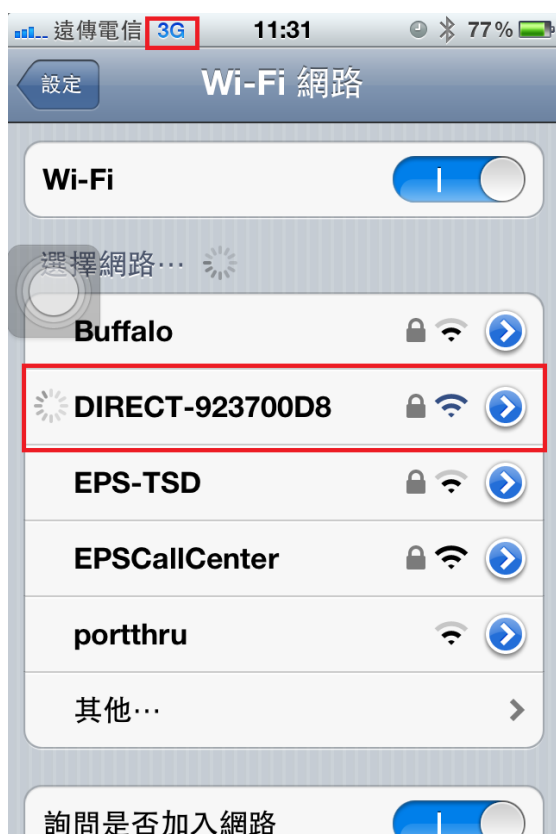 遠傳電信 3G 11:31 77%
設定 Wi-Fi 網路
Wi-Fi
選擇網路…
Buffalo
DIRECT-923700D8
EPS-TSD
EPSCallCenter
portthru
其他…
詢問是否加入網路